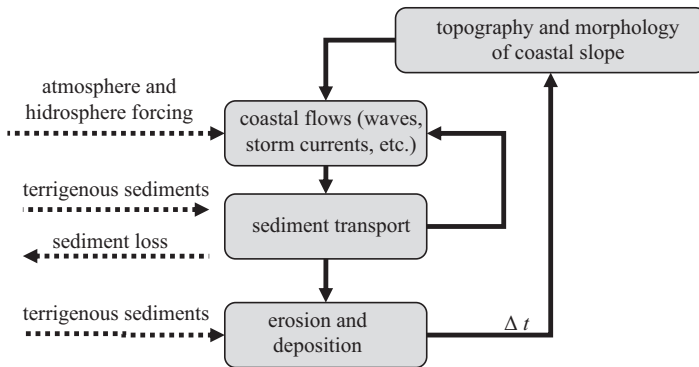 topography and morphology
of coastal slope
atmosphere and
hidrosphere forcing
coastal flows (waves,
storm currents, etc.)
terrigenous sediments
sediment transport
sediment loss
terrigenous sediments
erosion and
deposition
Δ t